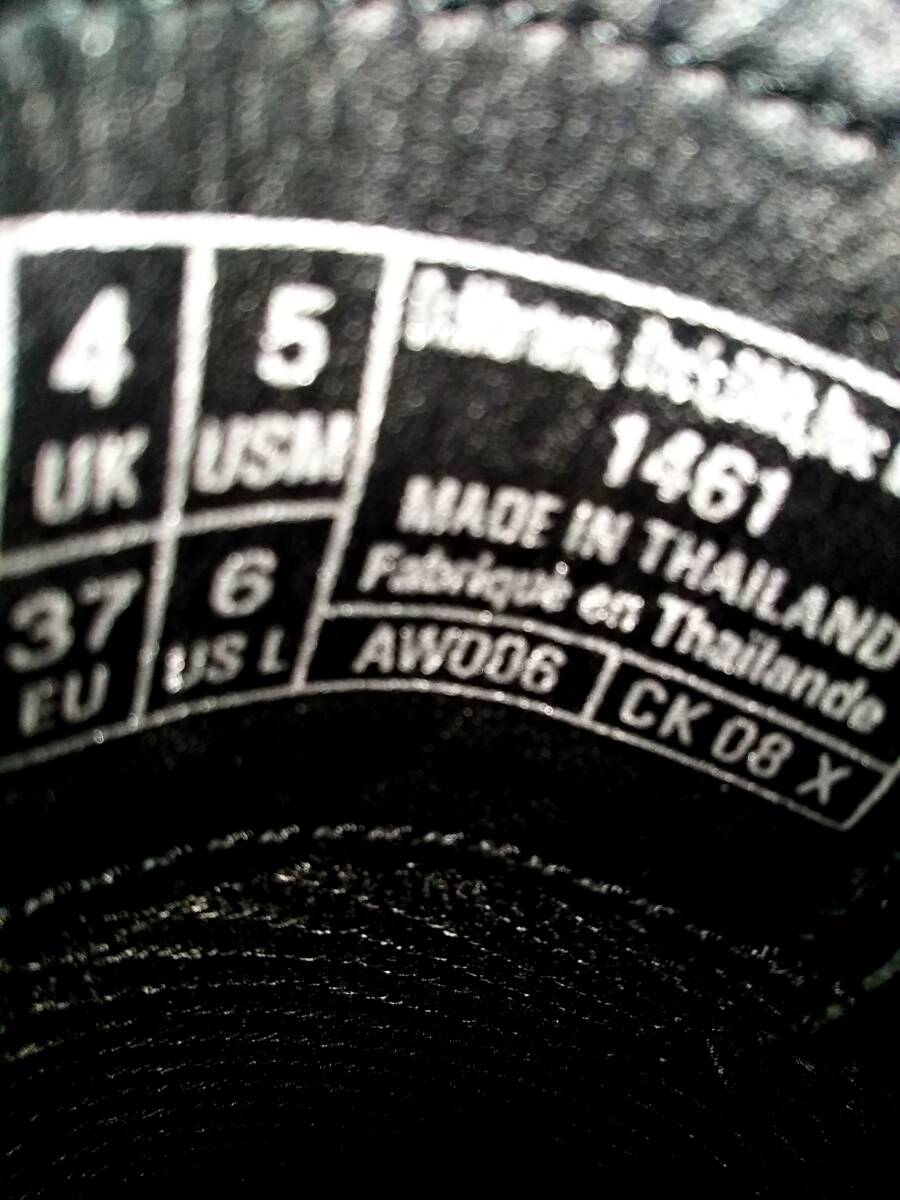 4
UK
5
USM
37
EU
6
US L
1461
MADE IN THAILAND
Fabriqué en Thaïlande
AW006
CK 08 X